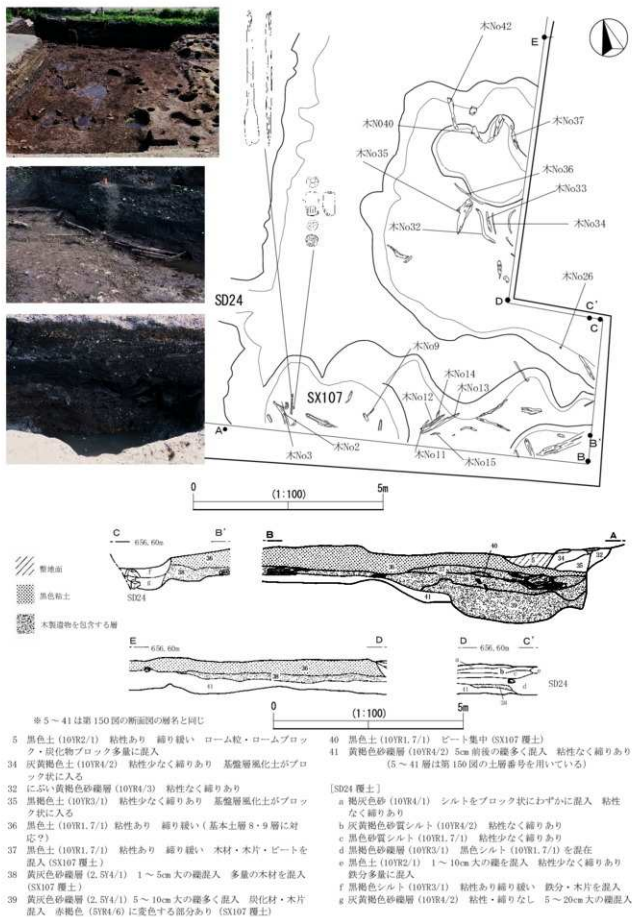 木No42
E
木N040
木No37
木No35
木No36
木No33
木No32
木No34
SD24
D
C'
C
木No26
木No9
木No14
木No13
木No12
SX107
A
木No3
木No2
木No11
木No15
B'
B
0 (1:100) 5m
C 656,60m B'
36
38
SD24
B A
40
34
32
35
36
37
38
39
41
整地面
黒色粘土
木製遺物を包含する層
E 656,60m D
36
38
41
D 656,60m C'
a
b
d
e
41
SD24
0 (1:100) 5m
※5～41は第150図の断面図の層名と同じ
5 黒色土(10YR2/1) 粘性あり 締り緩い ローム粒・ロームブロッ
ク・炭化物ブロック多量に混入
34 灰黄褐色土(10YR4/2) 粘性少なく締りあり 基盤層風化土がブロ
ック状に入る
32 にぶい黄褐色砂礫層(10YR4/3) 粘性なく締りあり
35 黒褐色土(10YR3/1) 粘性少なく締りあり 基盤層風化土がブロッ
ク状に入る
36 黒色土(10YR1.7/1) 粘性あり 締り緩い(基本土層8・9層に対
応?)
37 黒色土(10YR1.7/1) 粘性あり 締り緩い 木材・木片・ピートを
混入(SX107覆土)
38 黄灰色砂礫層(2.5Y4/1) 1～5cm大の礫混入 多量の木材を混入
(SX107覆土)
39 黄灰色砂礫層(2.5Y4/1) 5～10cm大の礫多く混入 炭化材・木片
混入 赤褐色(5YR4/6)に変色する部分あり(SX107覆土)
40 黒色土(10YR1.7/1) ピート集中(SX107覆土)
41 黄褐色砂礫層(10YR4/2) 5cm前後の礫多く混入 粘性なく締りあり
(5～41層は第150図の土層番号を用いている)
[SD24覆土]
a 褐灰色砂(10YR4/1) シルトをブロック状にわずかに混入 粘性
なく締りあり
b 灰黄褐色砂質シルト(10YR4/2) 粘性なく締りあり
c 黒色砂質シルト(10YR1.7/1) 粘性少なく締りあり
d 黒褐色砂礫層(10YR3/1) 黒色シルト(10YR1.7/1)を混在
e 黒色土(10YR2/1) 1～10cm大の礫を混入 粘性少なく締りあり
鉄分多量に混入
f 黒褐色シルト(10YR3/1) 粘性あり締り緩い 鉄分・木片を混入
g 灰黄褐色砂礫(10YR4/2) 粘性・締りなし 5～20cm大の礫混入